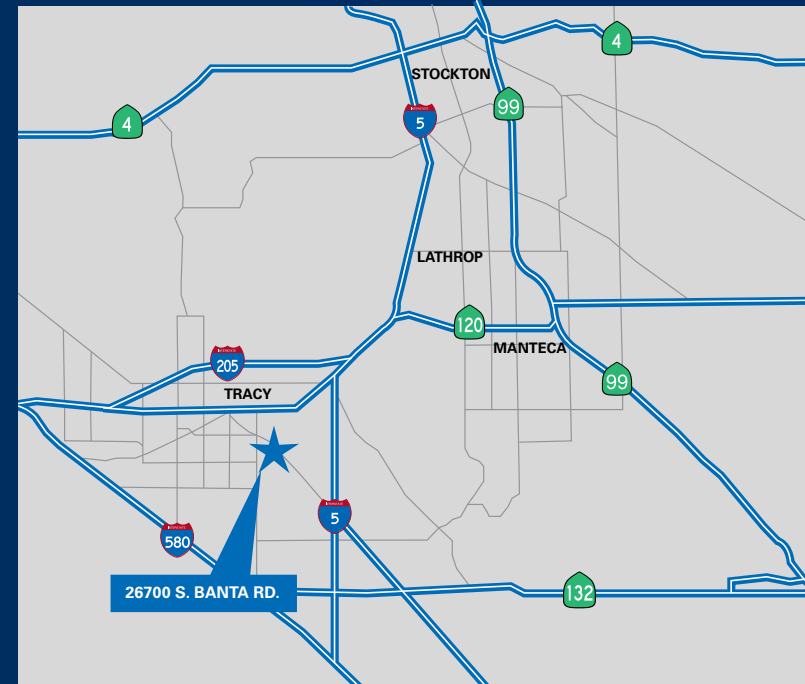 4
STOCKTON
99
4
5
LATHROP
120
MANTECA
205
TRACY
99
5
580
26700 S. BANTA RD.
132